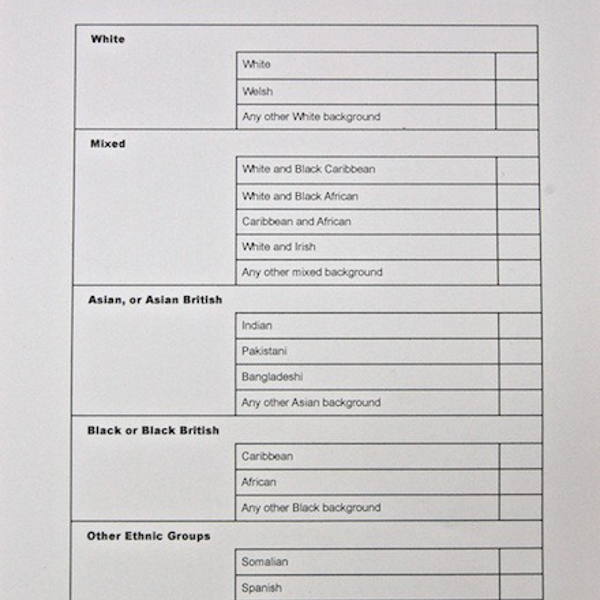 White
White
Welsh
Any other White background
Mixed
White and Black Caribbean
White and Black African
Caribbean and African
White and Irish
Any other mixed background
Asian, or Asian British
Indian
Pakistani
Bangladeshi
Any other Asian background
Black or Black British
Caribbean
African
Any other Black background
Other Ethnic Groups
Somalian
Spanish